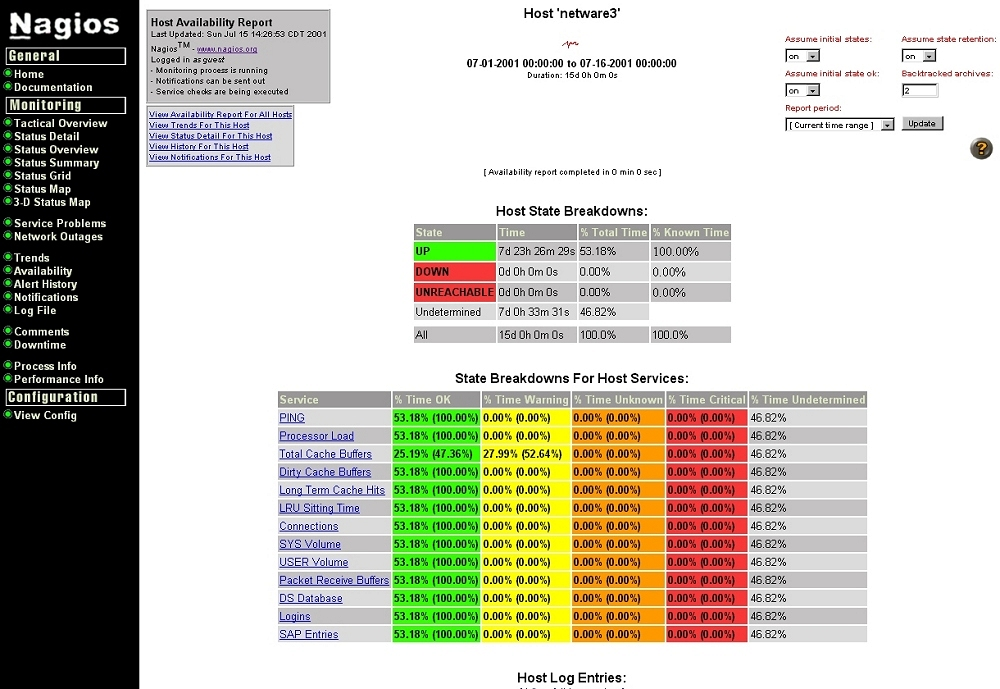 Nagios
General
Home
Documentation
Monitoring
Tactical Overview
Status Detail
Status Overview
Status Summary
Status Grid
Status Map
3-D Status Map
Service Problems
Network Outages
Trends
Availability
Alert History
Notifications
Log File
Comments
Downtime
Process Info
Performance Info
Configuration
View Config
Host Availability Report
Last Updated: Sun Jul 15 14:26:53 CDT 2001
Nagios™ - www.nagios.org
Logged in as guest
- Monitoring process is running
- Notifications can be sent out
- Service checks are being executed
View Availability Report For All Hosts
View Trends For This Host
View Status Detail For This Host
View History For This Host
View Notifications For This Host
Host 'netware3'
07-01-2001 00:00:00 to 07-16-2001 00:00:00
Duration: 15d 0h 0m 0s
Assume initial states: Assume state retention:
on on
Assume initial state ok: Backtracked archives:
on 2
Report period:
[ Current time range ] Update
?
[ Availability report completed in 0 min 0 sec ]
Host State Breakdowns:
State Time % Total Time % Known Time
UP 7d 23h 26m 29s 53.18% 100.00%
DOWN 0d 0h 0m 0s 0.00% 0.00%
UNREACHABLE 0d 0h 0m 0s 0.00% 0.00%
Undetermined 7d 0h 33m 31s 46.82%
All 15d 0h 0m 0s 100.0% 100.0%
State Breakdowns For Host Services:
Service % Time OK % Time Warning % Time Unknown % Time Critical % Time Undetermined
PING 53.18% (100.00%) 0.00% (0.00%) 0.00% (0.00%) 0.00% (0.00%) 46.82%
Processor Load 53.18% (100.00%) 0.00% (0.00%) 0.00% (0.00%) 0.00% (0.00%) 46.82%
Total Cache Buffers 25.19% (47.36%) 27.99% (52.64%) 0.00% (0.00%) 0.00% (0.00%) 46.82%
Dirty Cache Buffers 53.18% (100.00%) 0.00% (0.00%) 0.00% (0.00%) 0.00% (0.00%) 46.82%
Long Term Cache Hits 53.18% (100.00%) 0.00% (0.00%) 0.00% (0.00%) 0.00% (0.00%) 46.82%
LRU Sitting Time 53.18% (100.00%) 0.00% (0.00%) 0.00% (0.00%) 0.00% (0.00%) 46.82%
Connections 53.18% (100.00%) 0.00% (0.00%) 0.00% (0.00%) 0.00% (0.00%) 46.82%
SYS Volume 53.18% (100.00%) 0.00% (0.00%) 0.00% (0.00%) 0.00% (0.00%) 46.82%
USER Volume 53.18% (100.00%) 0.00% (0.00%) 0.00% (0.00%) 0.00% (0.00%) 46.82%
Packet Receive Buffers 53.18% (100.00%) 0.00% (0.00%) 0.00% (0.00%) 0.00% (0.00%) 46.82%
DS Database 53.18% (100.00%) 0.00% (0.00%) 0.00% (0.00%) 0.00% (0.00%) 46.82%
Logins 53.18% (100.00%) 0.00% (0.00%) 0.00% (0.00%) 0.00% (0.00%) 46.82%
SAP Entries 53.18% (100.00%) 0.00% (0.00%) 0.00% (0.00%) 0.00% (0.00%) 46.82%
Host Log Entries: